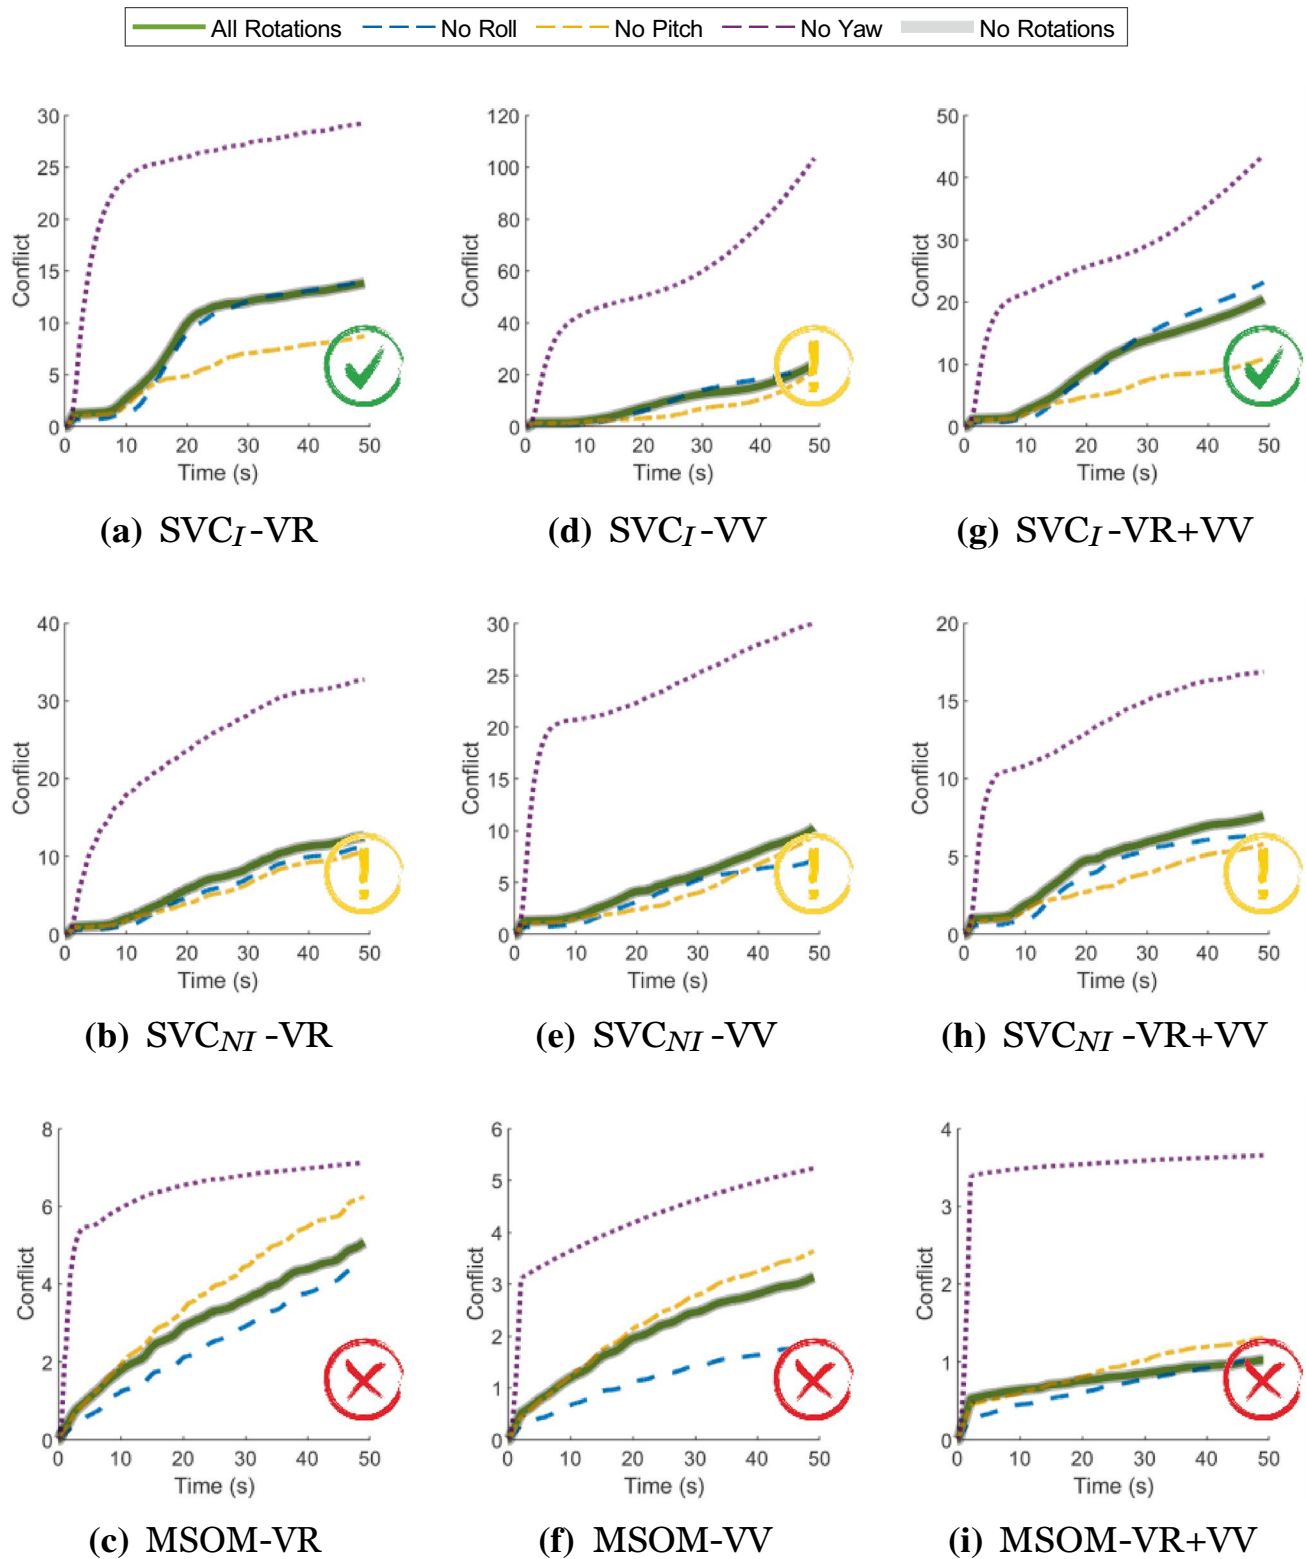 All Rotations No Roll No Pitch No Yaw No Rotations
30
25
20
15
10
5
0
Conflict
0 10 20 30 40 50
Time (s)
(a) SVC_I-VR
120
100
80
60
40
20
0
Conflict
0 10 20 30 40 50
Time (s)
(d) SVC_I-VV
50
40
30
20
10
0
Conflict
0 10 20 30 40 50
Time (s)
(g) SVC_I-VR+VV
40
30
20
10
0
Conflict
0 10 20 30 40 50
Time (s)
(b) SVC_NI-VR
30
25
20
15
10
5
0
Conflict
0 10 20 30 40 50
Time (s)
(e) SVC_NI-VV
20
15
10
5
0
Conflict
0 10 20 30 40 50
Time (s)
(h) SVC_NI-VR+VV
8
6
4
2
0
Conflict
0 10 20 30 40 50
Time (s)
(c) MSOM-VR
6
5
4
3
2
1
0
Conflict
0 10 20 30 40 50
Time (s)
(f) MSOM-VV
4
3
2
1
0
Conflict
0 10 20 30 40 50
Time (s)
(i) MSOM-VR+VV